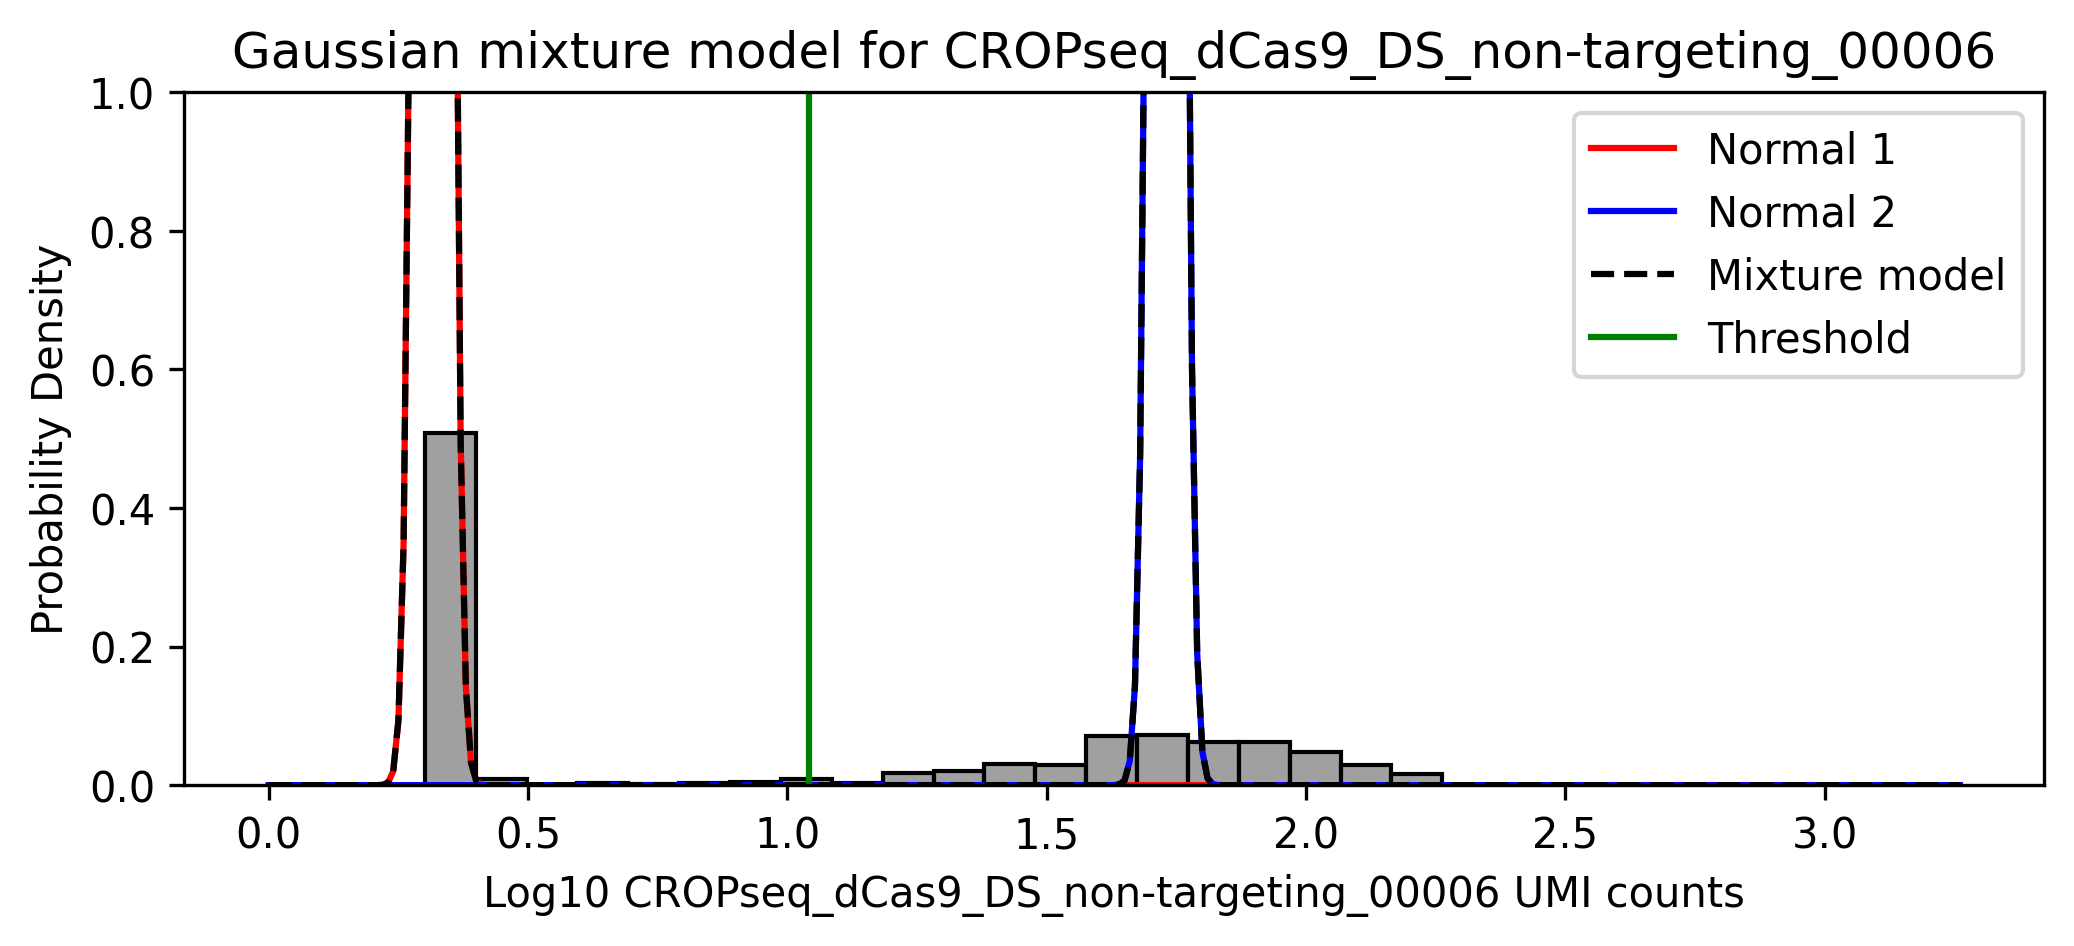 Gaussian mixture model for CROPseq_dCas9_DS_non-targeting_00006
1.0
0.8
0.6
0.4
0.2
0.0
Probability Density
Normal 1
Normal 2
Mixture model
Threshold
0.0 0.5 1.0 1.5 2.0 2.5 3.0
Log10 CROPseq_dCas9_DS_non-targeting_00006 UMI counts